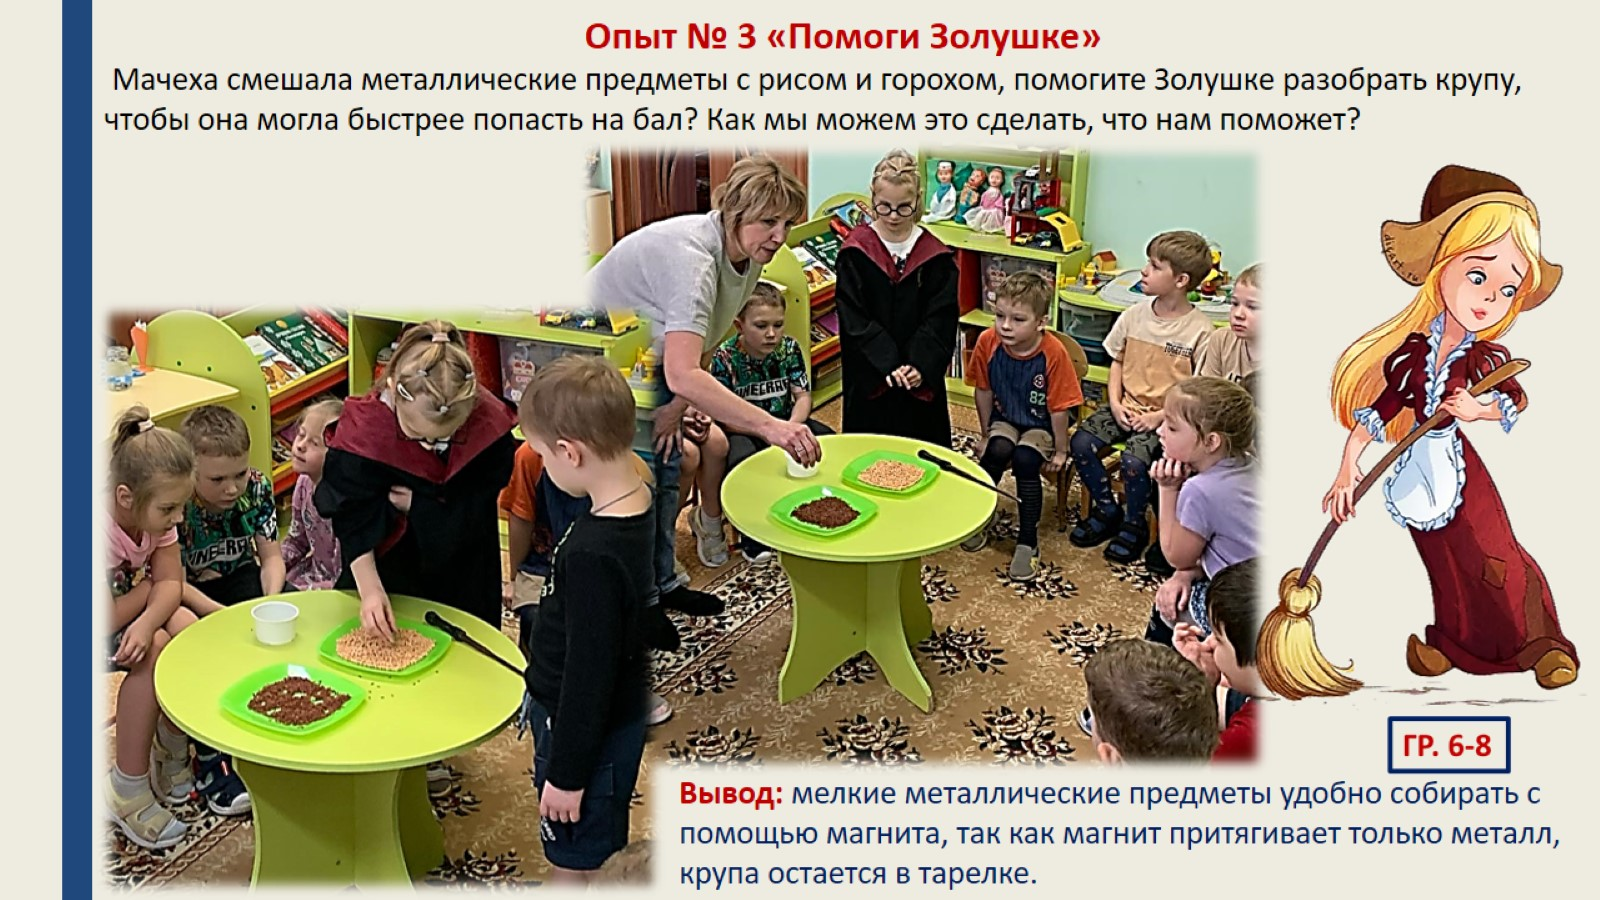 Опыт № 3 «Помоги Золушке»
Мачеха смешала металлические предметы с рисом и горохом, помогите Золушке разобрать крупу,
чтобы она могла быстрее попасть на бал? Как мы можем это сделать, что нам поможет?
MINECRAFT
82
ГР. 6-8
Вывод: мелкие металлические предметы удобно собирать с
помощью магнита, так как магнит притягивает только металл,
крупа остается в тарелке.